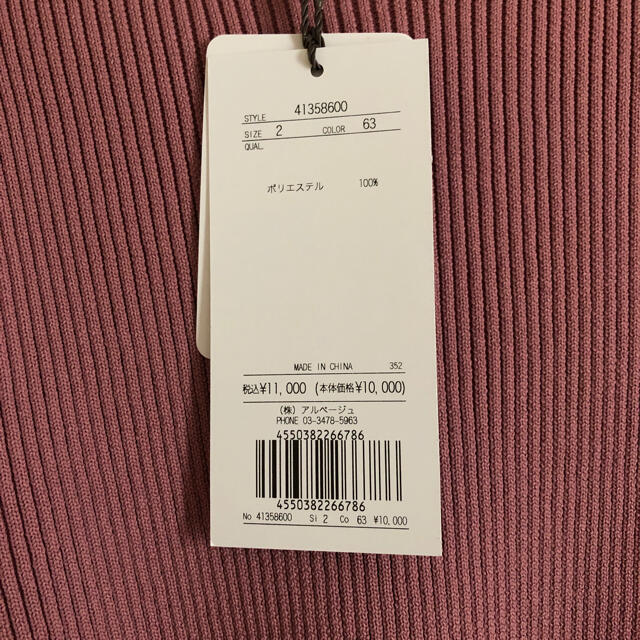 STYLE 41358600
SIZE 2 COLOR 63
QUAL.
ポリエステル 100%
MADE IN CHINA 352
税込¥11,000 (本体価格¥10,000)
(株) アルページュ
PHONE 03-3478-5963
4550382266786
4550382266786
No 41358600 Si 2 Co 63 ¥10,000